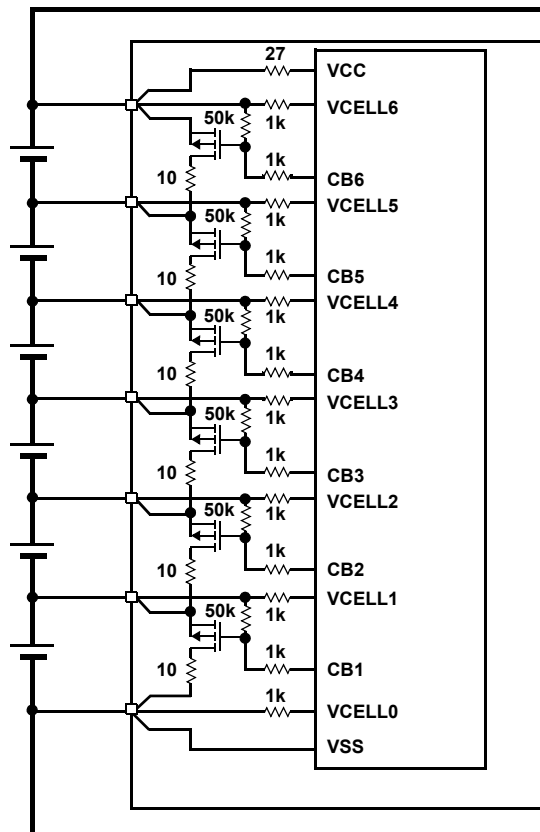 27
VCC
VCELL6
50k
1k
1k
10
CB6
VCELL5
50k
1k
1k
10
CB5
VCELL4
50k
1k
1k
10
CB4
VCELL3
50k
1k
1k
10
CB3
VCELL2
50k
1k
1k
10
CB2
VCELL1
50k
1k
1k
10
CB1
1k
VCELL0
VSS